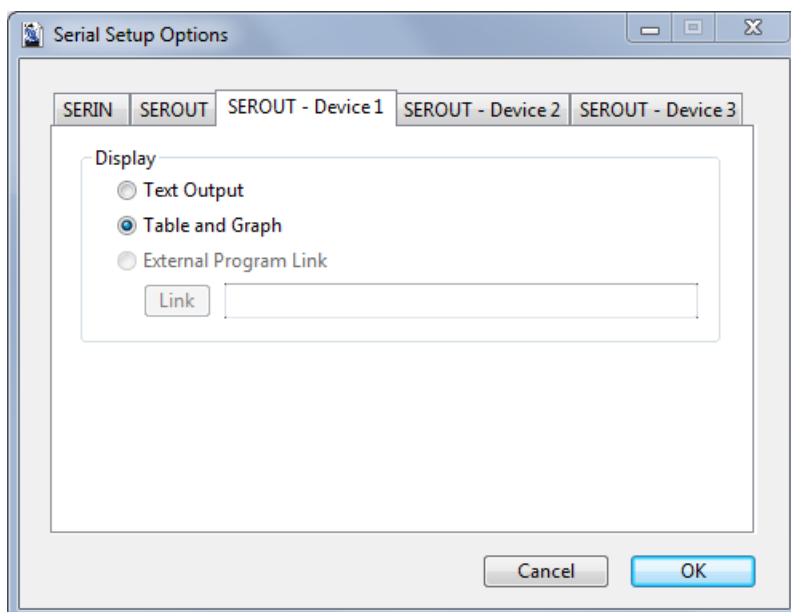 Serial Setup Options
SERIN SEROUT SEROUT - Device 1 SEROUT - Device 2 SEROUT - Device 3
Display
Text Output
Table and Graph
External Program Link
Link
Cancel OK